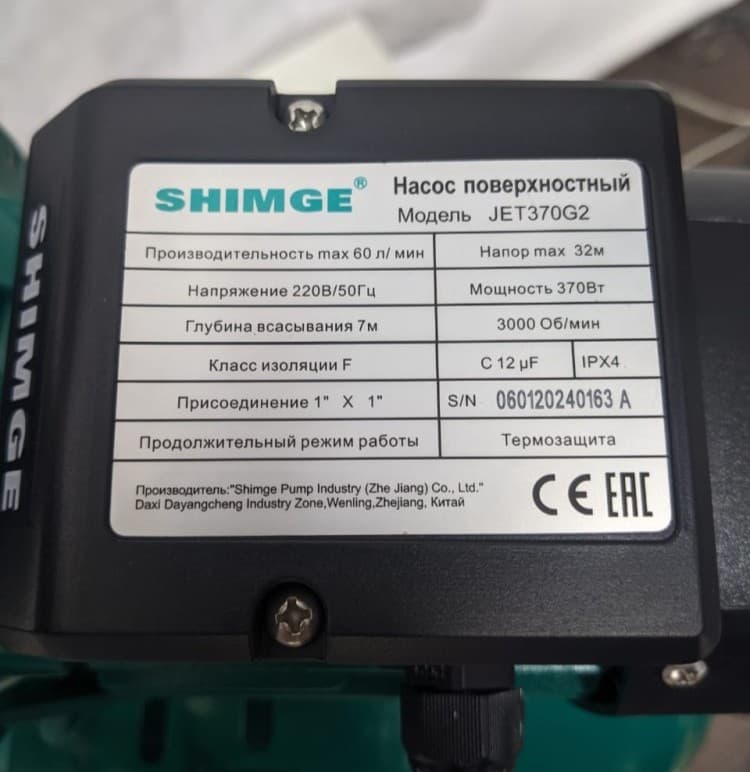 SHIMGE
SHIMGE® Насос поверхностный
Модель JET370G2
Производительность max 60 л/ мин Напор max 32м
Напряжение 220В/50Гц Мощность 370Вт
Глубина всасывания 7м 3000 Об/мин
Класс изоляции F C 12 µF IPX4
Присоединение 1" X 1" S/N 060120240163 A
Продолжительный режим работы Термозащита
Производитель:"Shimge Pump Industry (Zhe Jiang) Co., Ltd."
Daxi Dayangcheng Industry Zone,Wenling,Zhejiang, Китай
CE EAC